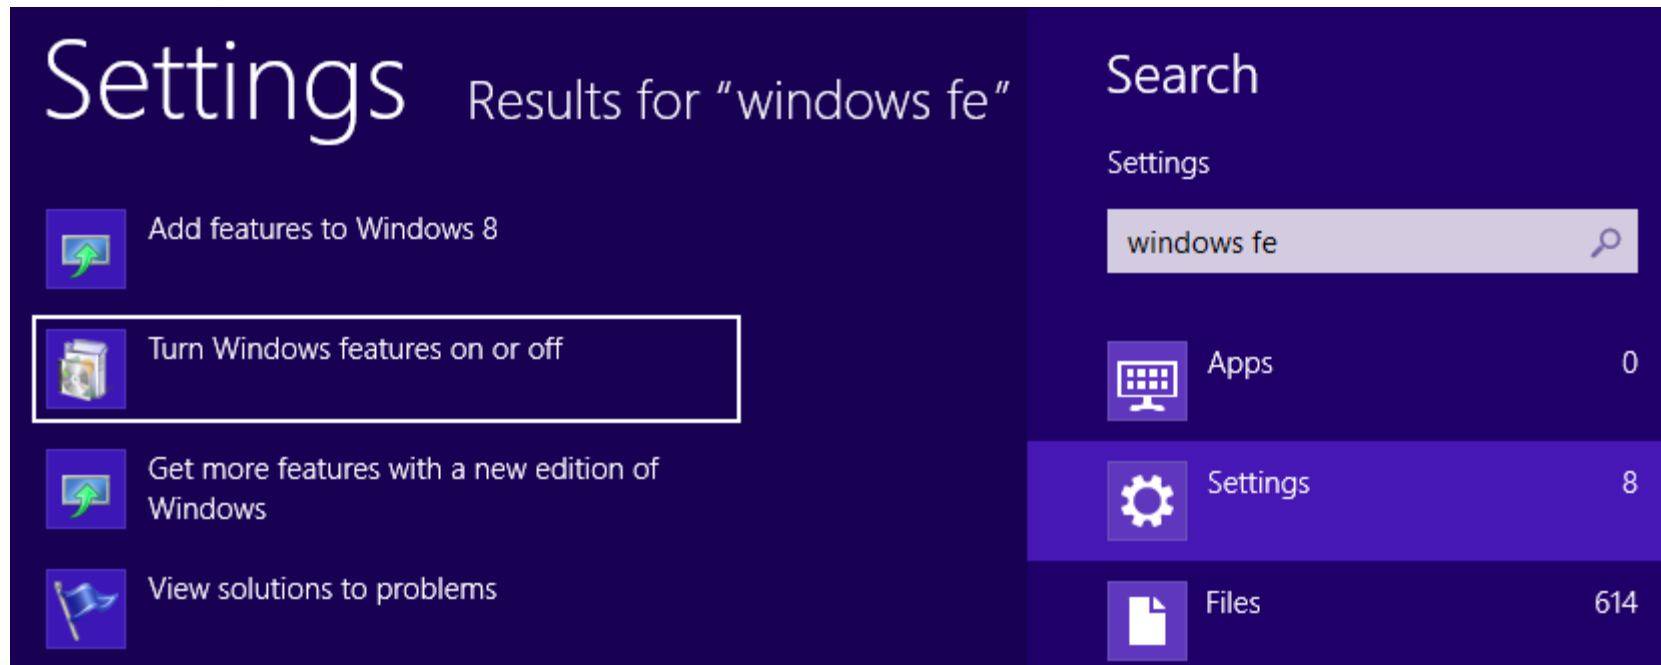 Settings Results for “windows fe”
Add features to Windows 8
Turn Windows features on or off
Get more features with a new edition of
Windows
View solutions to problems
Search
Settings
windows fe
Apps 0
Settings 8
Files 614